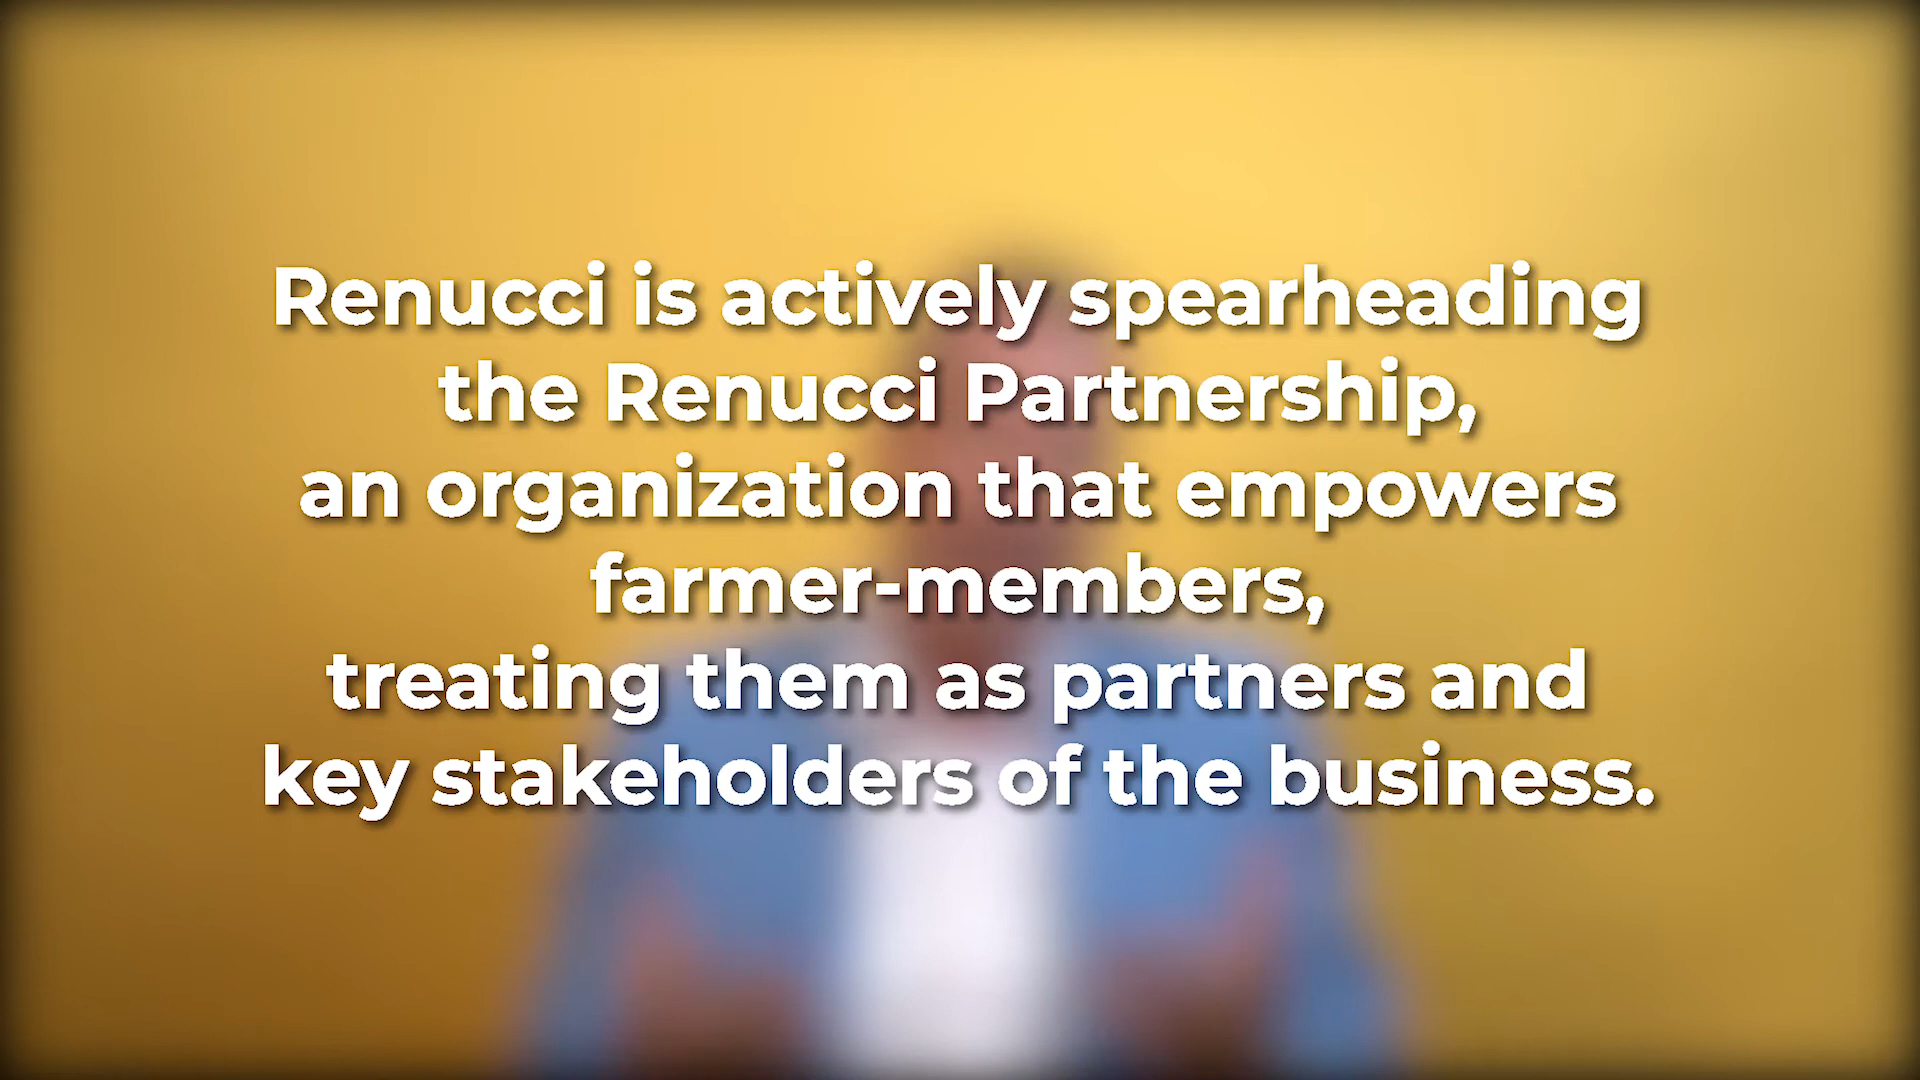 Renucci is actively spearheading
the Renucci Partnership,
an organization that empowers
farmer-members,
treating them as partners and
key stakeholders of the business.